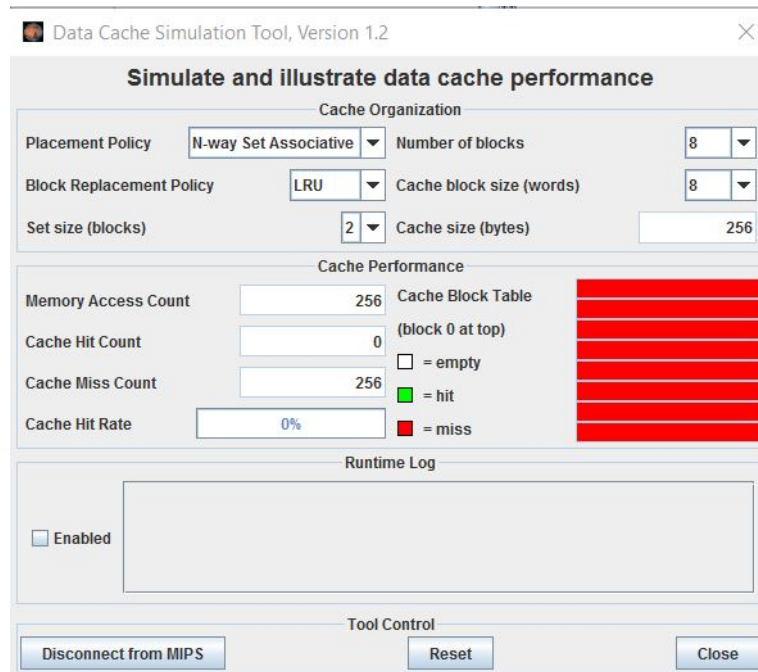 Data Cache Simulation Tool, Version 1.2
Simulate and illustrate data cache performance
Cache Organization
Placement Policy N-way Set Associative Number of blocks 8
Block Replacement Policy LRU Cache block size (words) 8
Set size (blocks) 2 Cache size (bytes) 256
Cache Performance
Memory Access Count 256 Cache Block Table
(block 0 at top)
Cache Hit Count 0
= empty
Cache Miss Count 256
= hit
Cache Hit Rate 0%
= miss
Runtime Log
Enabled
Tool Control
Disconnect from MIPS Reset Close